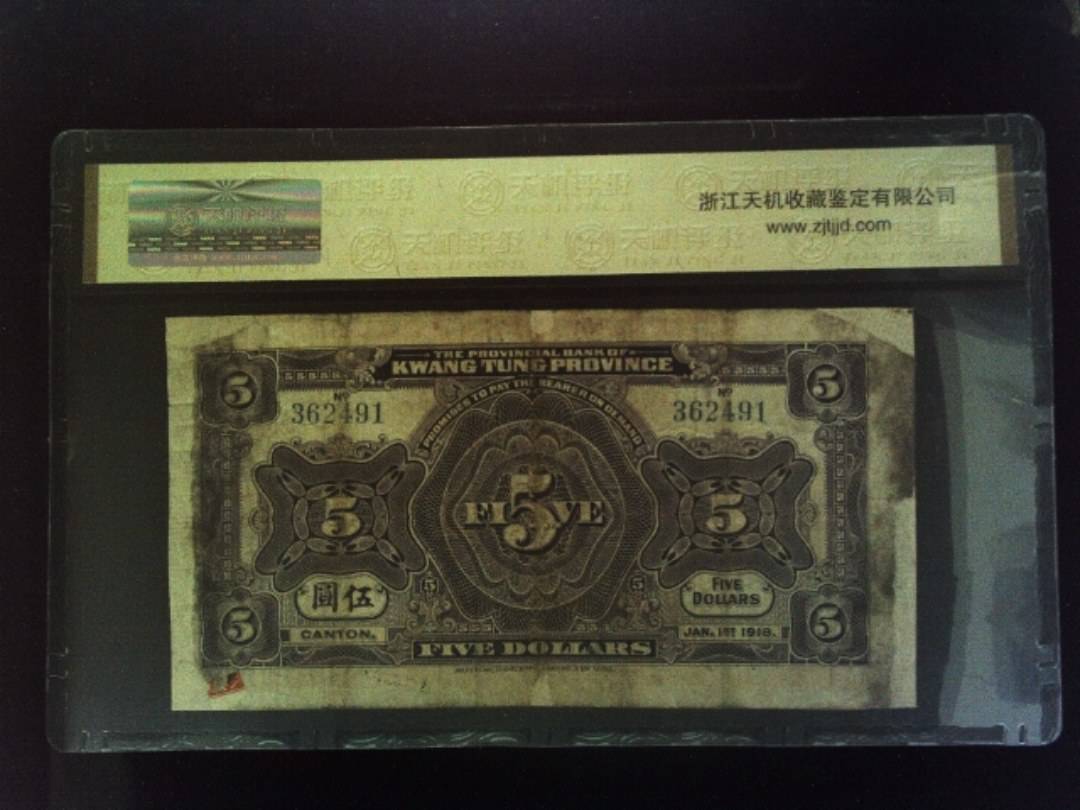 浙江天机收藏鉴定有限公司
www.zjtjjd.com
THE PROVINCIAL BANK OF
KWANG TUNG PROVINCE
PROMISES TO PAY THE BEARER ON DEMAND
5
5
Nº
362491
Nº
362491
5
FI5VE
5
圓伍
5
5
FIVE
DOLLARS
5
CANTON.
JAN. 1ST 1918.
5
FIVE DOLLARS